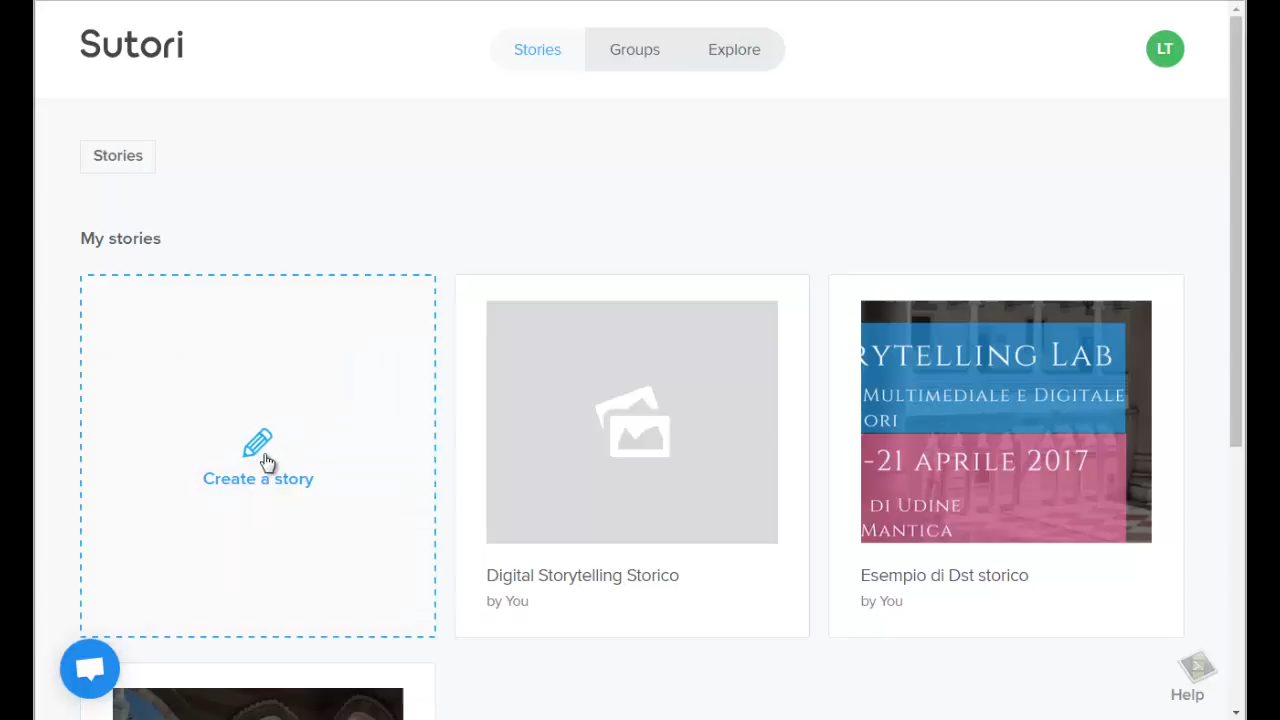 Sutori
Stories
Groups
Explore
LT
Stories
My stories
Create a story
RYTELLING LAB
MULTIMEDIALE E DIGITALE
ORI
-21 APRILE 2017
DI UDINE
MANTICA
Digital Storytelling Storico
by You
Esempio di Dst storico
by You
Help